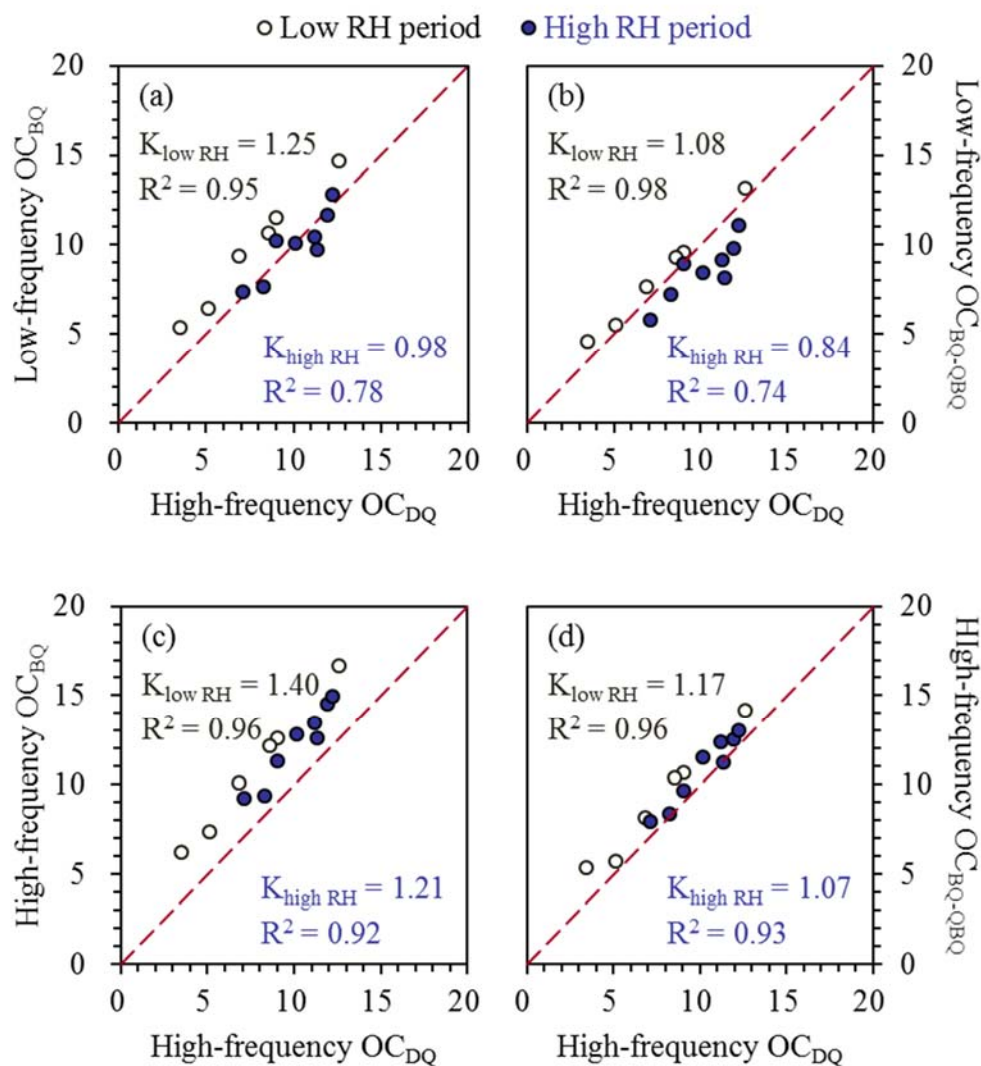 Low RH period High RH period
20
15
10
5
0
Low-frequency OC_BQ
(a)
K_low RH = 1.25
R² = 0.95
K_high RH = 0.98
R² = 0.78
0 5 10 15 20
High-frequency OC_DQ
(b)
K_low RH = 1.08
R² = 0.98
K_high RH = 0.84
R² = 0.74
20
15
10
5
0
Low-frequency OC_BQ-QBQ
0 5 10 15 20
High-frequency OC_DQ
20
15
10
5
0
High-frequency OC_BQ
(c)
K_low RH = 1.40
R² = 0.96
K_high RH = 1.21
R² = 0.92
0 5 10 15 20
High-frequency OC_DQ
(d)
K_low RH = 1.17
R² = 0.96
K_high RH = 1.07
R² = 0.93
20
15
10
5
0
HIgh-frequency OC_BQ-QBQ
0 5 10 15 20
High-frequency OC_DQ